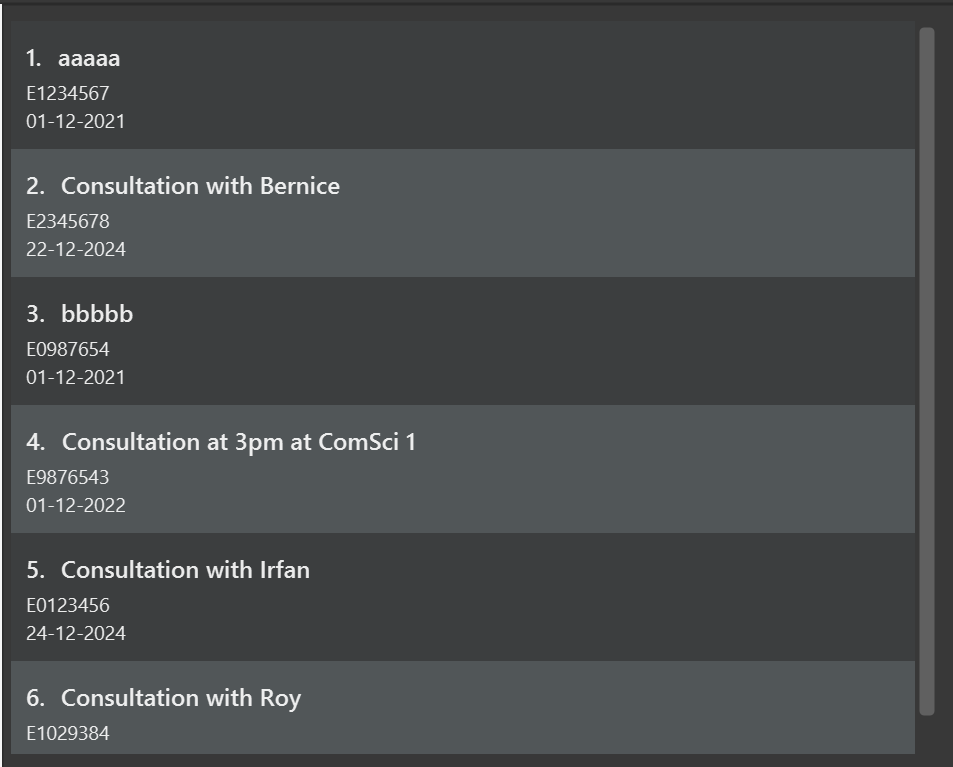 1. aaaaa
E1234567
01-12-2021
2. Consultation with Bernice
E2345678
22-12-2024
3. bbbbb
E0987654
01-12-2021
4. Consultation at 3pm at ComSci 1
E9876543
01-12-2022
5. Consultation with Irfan
E0123456
24-12-2024
6. Consultation with Roy
E1029384